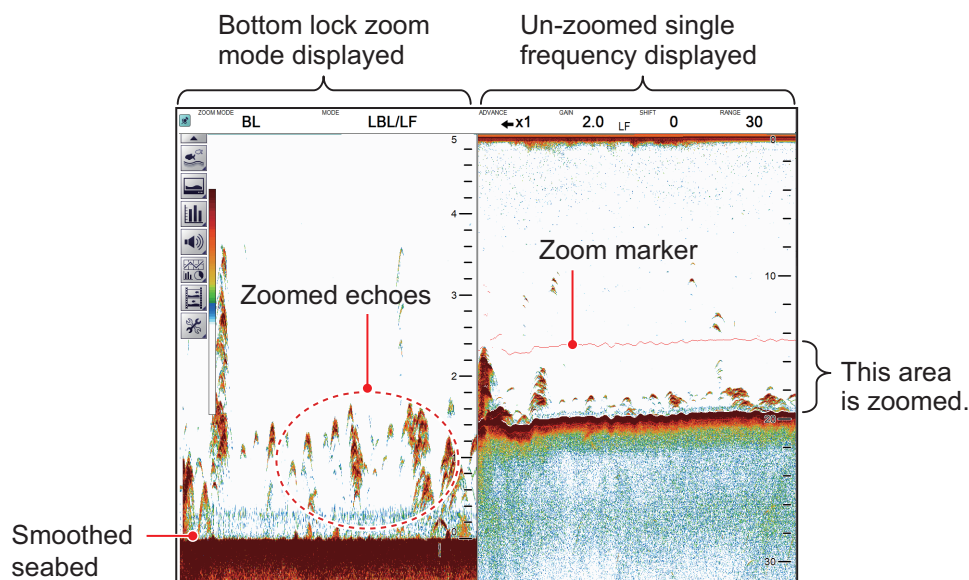 Bottom lock zoom
mode displayed
Un-zoomed single
frequency displayed
ZOOM MODE BL MODE LBL/LF ADVANCE x1 GAIN 2.0 LF SHIFT 0 RANGE 30
5
4
3
2
0
10
20
30
Zoomed echoes
Zoom marker
This area
is zoomed.
Smoothed
seabed